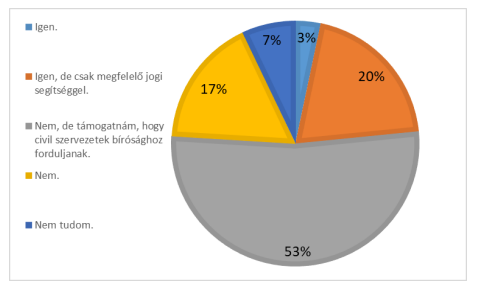 Igen.
Igen, de csak megfelelő jogi
segítséggel.
Nem, de támogatnám, hogy
civil szervezetek bírósághoz
forduljanak.
Nem.
Nem tudom.
3%
20%
53%
17%
7%